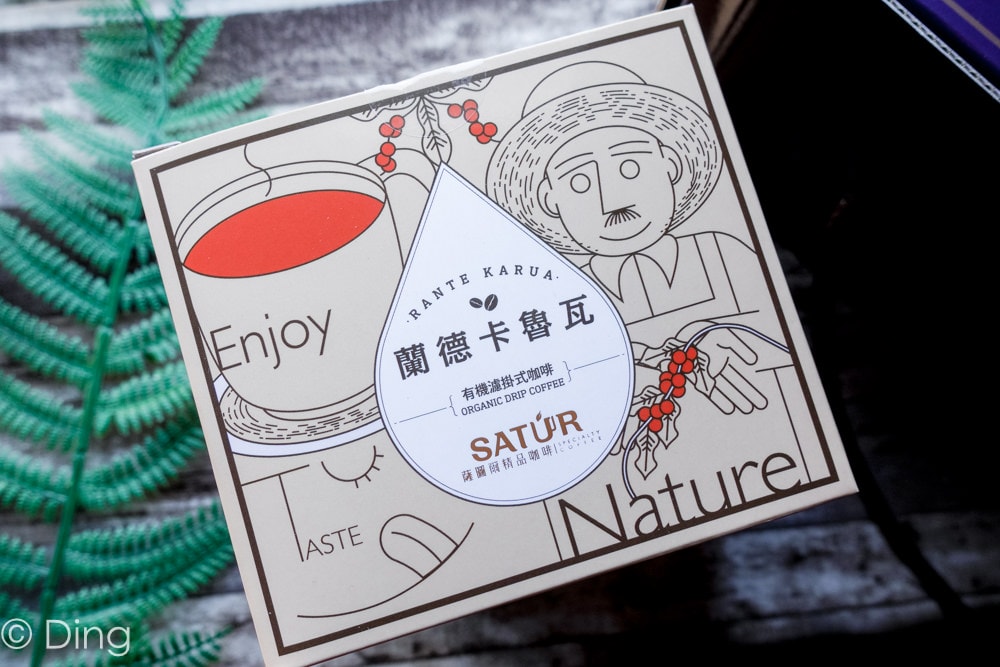 Enjoy
·RANTE KARUA·
蘭德卡魯瓦
有機濾掛式咖啡
ORGANIC DRIP COFFEE
SATÚR
SPECIALTY
COFFEE
薩圖爾精品咖啡
TASTE
Nature
© Ding